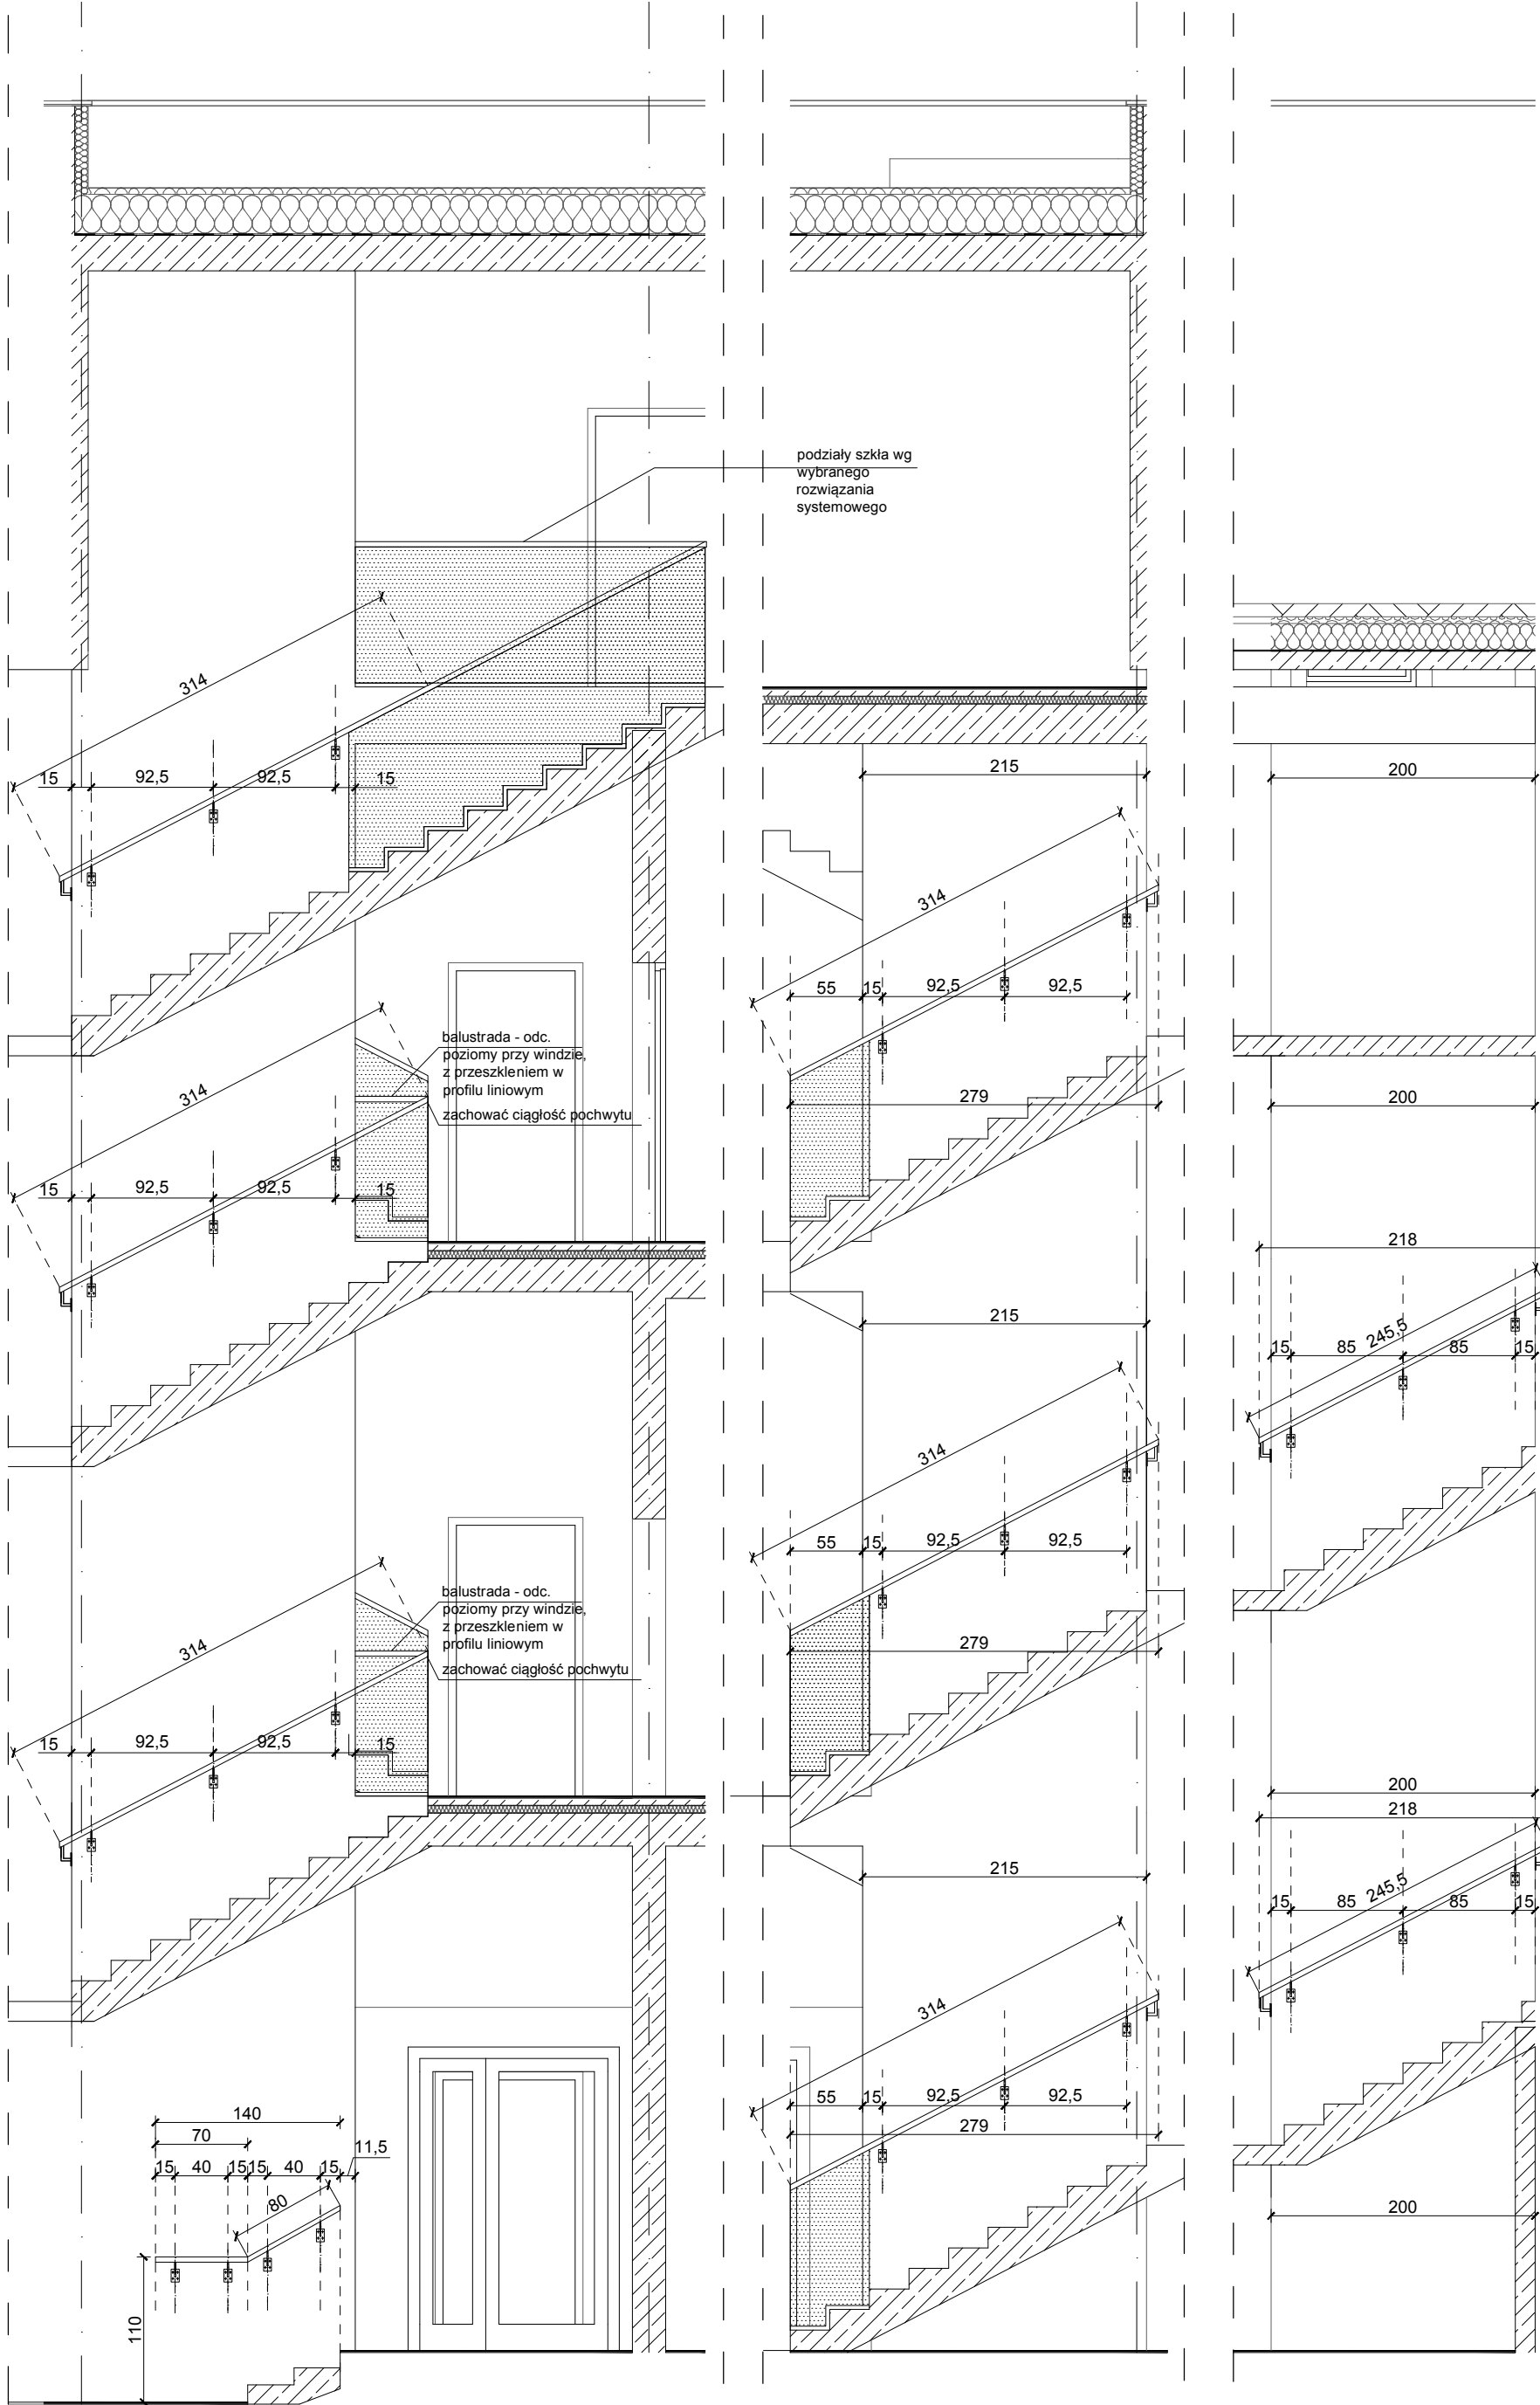 podziały szkła wg
wybranego
rozwiązania
systemowego
314
15 92,5 92,5 15
215
200
314
55 15 92,5 92,5
279
balustrada - odc.
poziomy przy windzie,
z przeszkleniem w
profilu liniowym
zachować ciągłość pochwytu
314
15 92,5 92,5 15
200
218
245,5
15 85 85 15
215
314
55 15 92,5 92,5
279
balustrada - odc.
poziomy przy windzie,
z przeszkleniem w
profilu liniowym
zachować ciągłość pochwytu
314
15 92,5 92,5 15
200
218
245,5
15 85 85 15
215
314
55 15 92,5 92,5
279
140
70
11,5
15 40 15 15 40 15
80
110
200